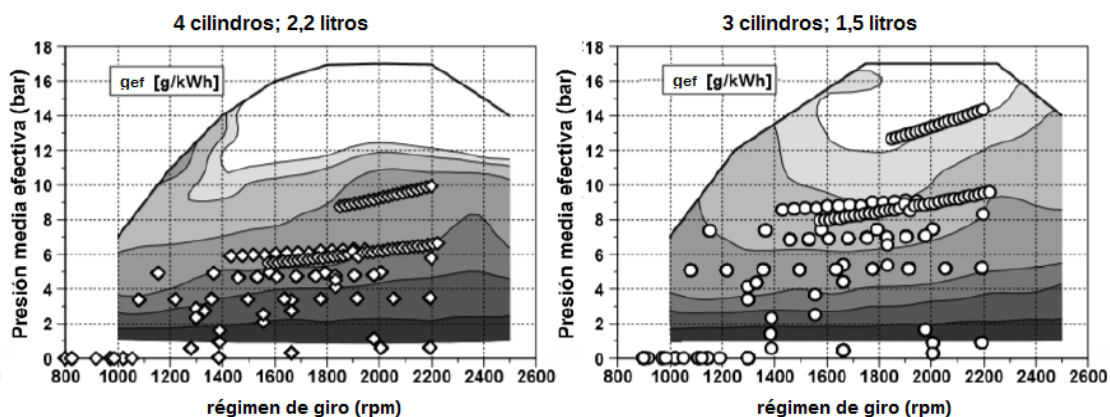 4 cilindros; 2,2 litros
Presión media efectiva (bar)
18
16
14
12
10
8
6
4
2
0
gef [g/kWh]
800 1000 1200 1400 1600 1800 2000 2200 2400 2600
régimen de giro (rpm)
3 cilindros; 1,5 litros
Presión media efectiva (bar)
18
16
14
12
10
8
6
4
2
0
gef [g/kWh]
800 1000 1200 1400 1600 1800 2000 2200 2400 2600
régimen de giro (rpm)